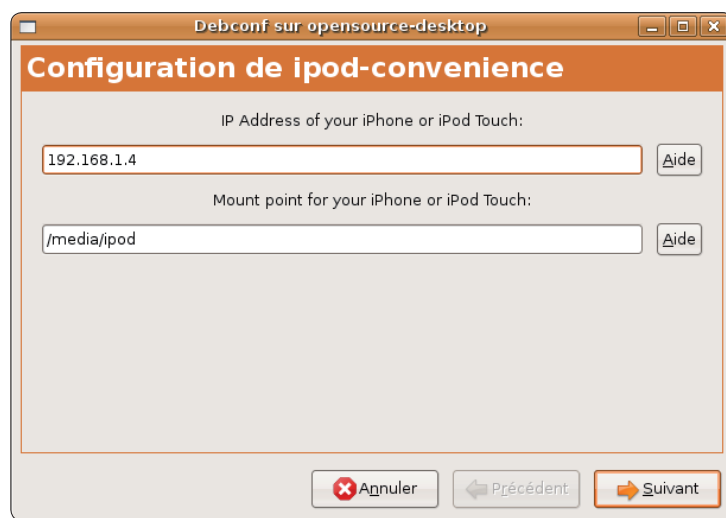 Debconf sur opensource-desktop
Configuration de ipod-convenience
IP Address of your iPhone or iPod Touch:
192.168.1.4 Aide
Mount point for your iPhone or iPod Touch:
/media/ipod Aide
Annuler Précédent Suivant